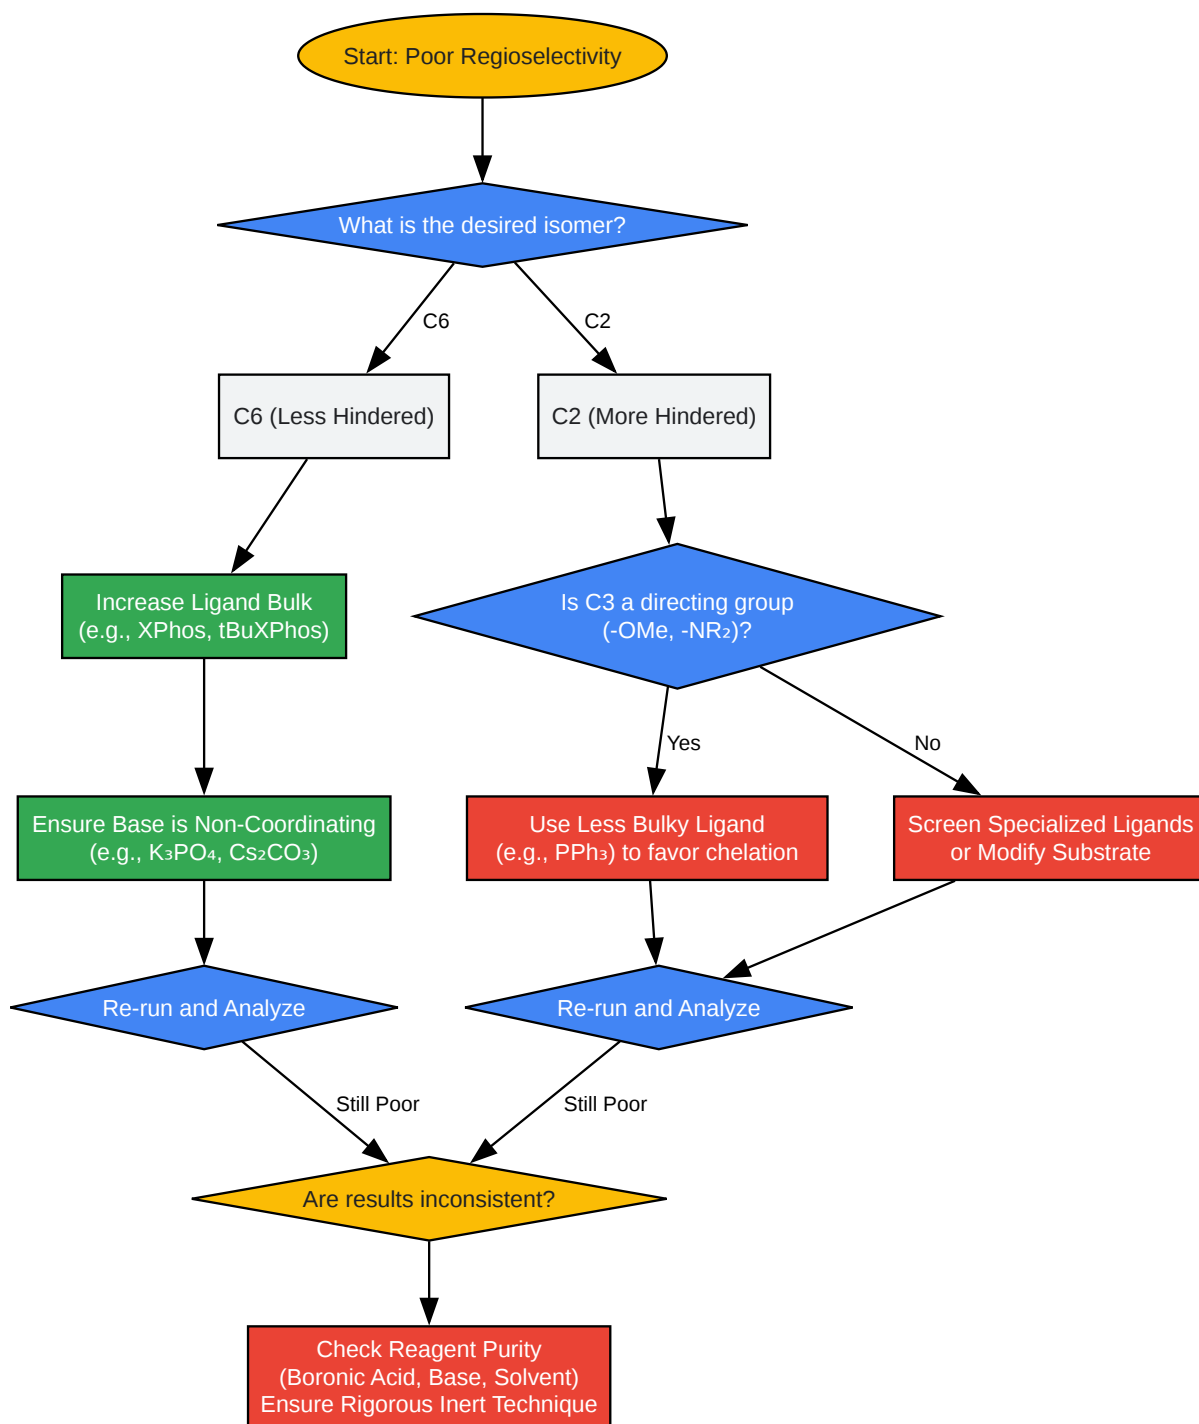 Start: Poor Regioselectivity
What is the desired isomer?
C6
C2
C6 (Less Hindered)
C2 (More Hindered)
Increase Ligand Bulk
(e.g., XPhos, tBuXPhos)
Is C3 a directing group
(-OMe, -NR₂)?
Yes
No
Ensure Base is Non-Coordinating
(e.g., K₃PO₄, Cs₂CO₃)
Use Less Bulky Ligand
(e.g., PPh₃) to favor chelation
Screen Specialized Ligands
or Modify Substrate
Re-run and Analyze
Re-run and Analyze
Still Poor
Still Poor
Are results inconsistent?
Check Reagent Purity
(Boronic Acid, Base, Solvent)
Ensure Rigorous Inert Technique